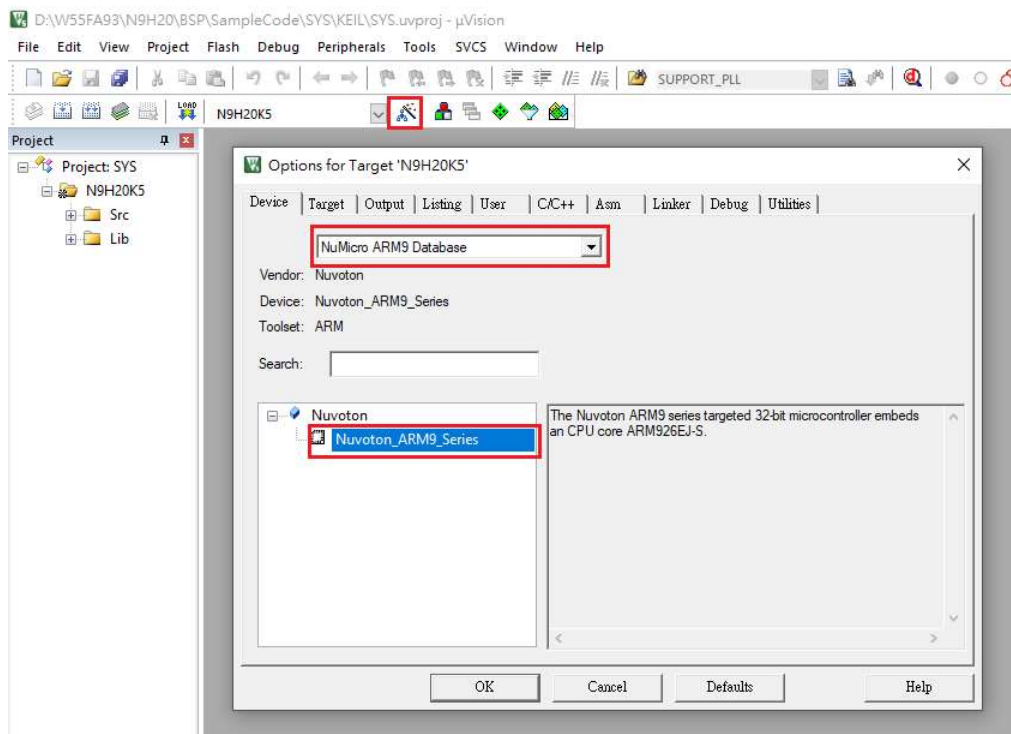 D:\W55FA93\N9H20\BSP\SampleCode\SYS\KEIL\SYS.uvproj - µVision
File Edit View Project Flash Debug Peripherals Tools SVCS Window Help
SUPPORT_PLL
LOAD N9H20K5
Project
Project: SYS
N9H20K5
Src
Lib
Options for Target 'N9H20K5'
Device Target Output Listing User C/C++ Asm Linker Debug Utilities
NuMicro ARM9 Database
Vendor: Nuvoton
Device: Nuvoton_ARM9_Series
Toolset: ARM
Search:
Nuvoton
Nuvoton_ARM9_Series
The Nuvoton ARM9 series targeted 32-bit microcontroller embeds
an CPU core ARM926EJ-S.
OK Cancel Defaults Help